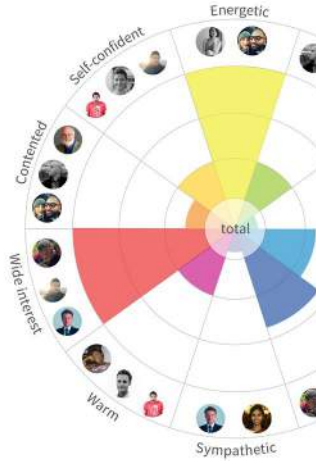 Energetic
Self-confident
Contented
total
Wide interest
Warm
Sympathetic